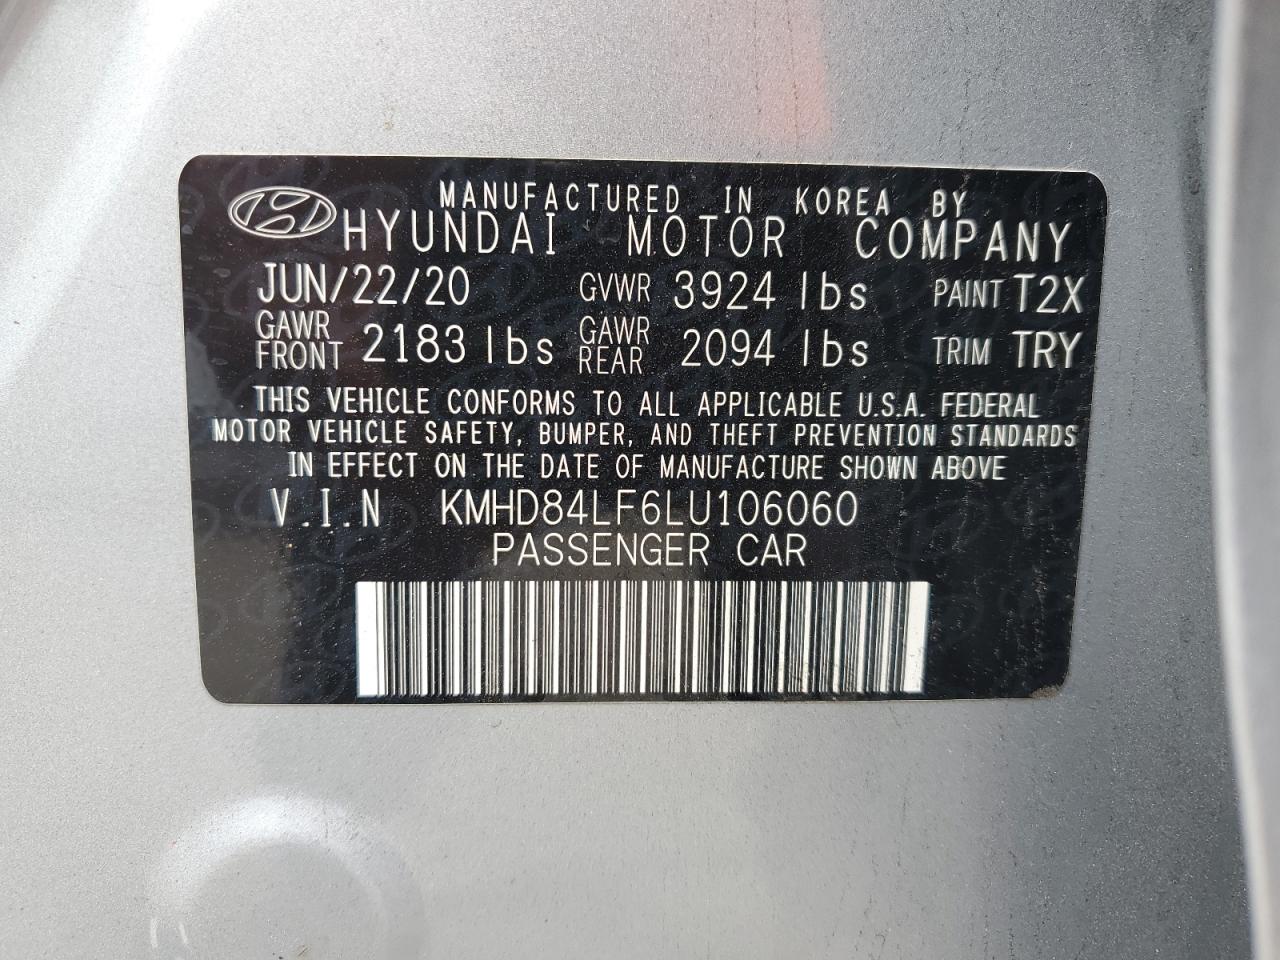 MANUFACTURED IN KOREA BY
HYUNDAI MOTOR COMPANY
JUN/22/20 GVWR 3924 lbs PAINT T2X
GAWR FRONT 2183 lbs GAWR REAR 2094 lbs TRIM TRY
THIS VEHICLE CONFORMS TO ALL APPLICABLE U.S.A. FEDERAL
MOTOR VEHICLE SAFETY, BUMPER, AND THEFT PREVENTION STANDARDS
IN EFFECT ON THE DATE OF MANUFACTURE SHOWN ABOVE
V.I.N KMHD84LF6LU106060
PASSENGER CAR